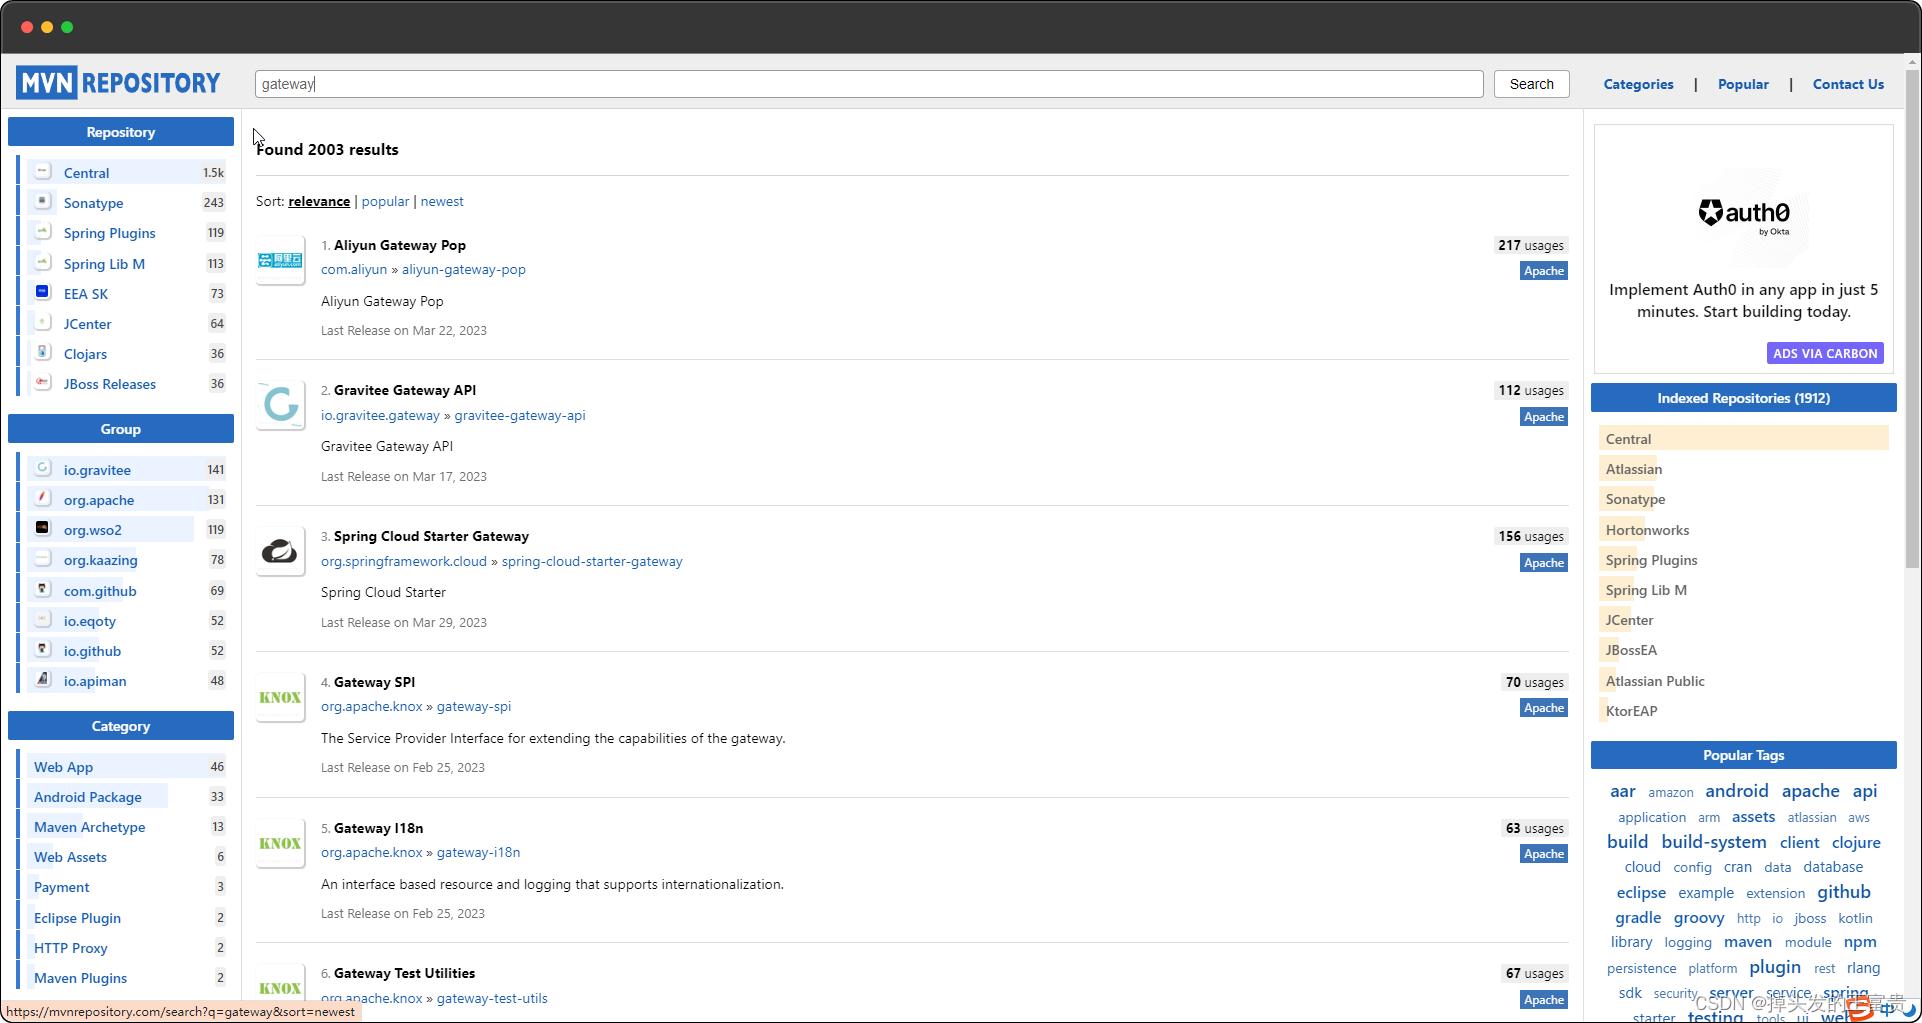 MVN REPOSITORY
gateway
Search
Categories | Popular | Contact Us
Repository
Central 1.5k
Sonatype 243
Spring Plugins 119
Spring Lib M 113
EEA SK 73
JCenter 64
Clojars 36
JBoss Releases 36
Group
io.gravitee 141
org.apache 131
org.wso2 119
org.kaazing 78
com.github 69
io.eqoty 52
io.github 52
io.apiman 48
Category
Web App 46
Android Package 33
Maven Archetype 13
Web Assets 6
Payment 3
Eclipse Plugin 2
HTTP Proxy 2
Maven Plugins 2
https://mvnrepository.com/search?q=gateway&sort=newest
Found 2003 results
Sort: relevance | popular | newest
阿里云
aliyun.com
1. Aliyun Gateway Pop
217 usages
com.aliyun » aliyun-gateway-pop
Apache
Aliyun Gateway Pop
Last Release on Mar 22, 2023
2. Gravitee Gateway API
112 usages
io.gravitee.gateway » gravitee-gateway-api
Apache
Gravitee Gateway API
Last Release on Mar 17, 2023
3. Spring Cloud Starter Gateway
156 usages
org.springframework.cloud » spring-cloud-starter-gateway
Apache
Spring Cloud Starter
Last Release on Mar 29, 2023
KNOX
4. Gateway SPI
70 usages
org.apache.knox » gateway-spi
Apache
The Service Provider Interface for extending the capabilities of the gateway.
Last Release on Feb 25, 2023
KNOX
5. Gateway I18n
63 usages
org.apache.knox » gateway-i18n
Apache
An interface based resource and logging that supports internationalization.
Last Release on Feb 25, 2023
KNOX
6. Gateway Test Utilities
67 usages
org.apache.knox » gateway-test-utils
Apache
auth0
by Okta
Implement Auth0 in any app in just 5
minutes. Start building today.
ADS VIA CARBON
Indexed Repositories (1912)
Central
Atlassian
Sonatype
Hortonworks
Spring Plugins
Spring Lib M
JCenter
JBossEA
Atlassian Public
KtorEAP
Popular Tags
aar amazon android apache api
application arm assets atlassian aws
build build-system client clojure
cloud config cran data database
eclipse example extension github
gradle groovy http io jboss kotlin
library logging maven module npm
persistence platform plugin rest rlang
sdk security server service spring
starter testing tools ui
CSDN @掉头发的王富贵
中